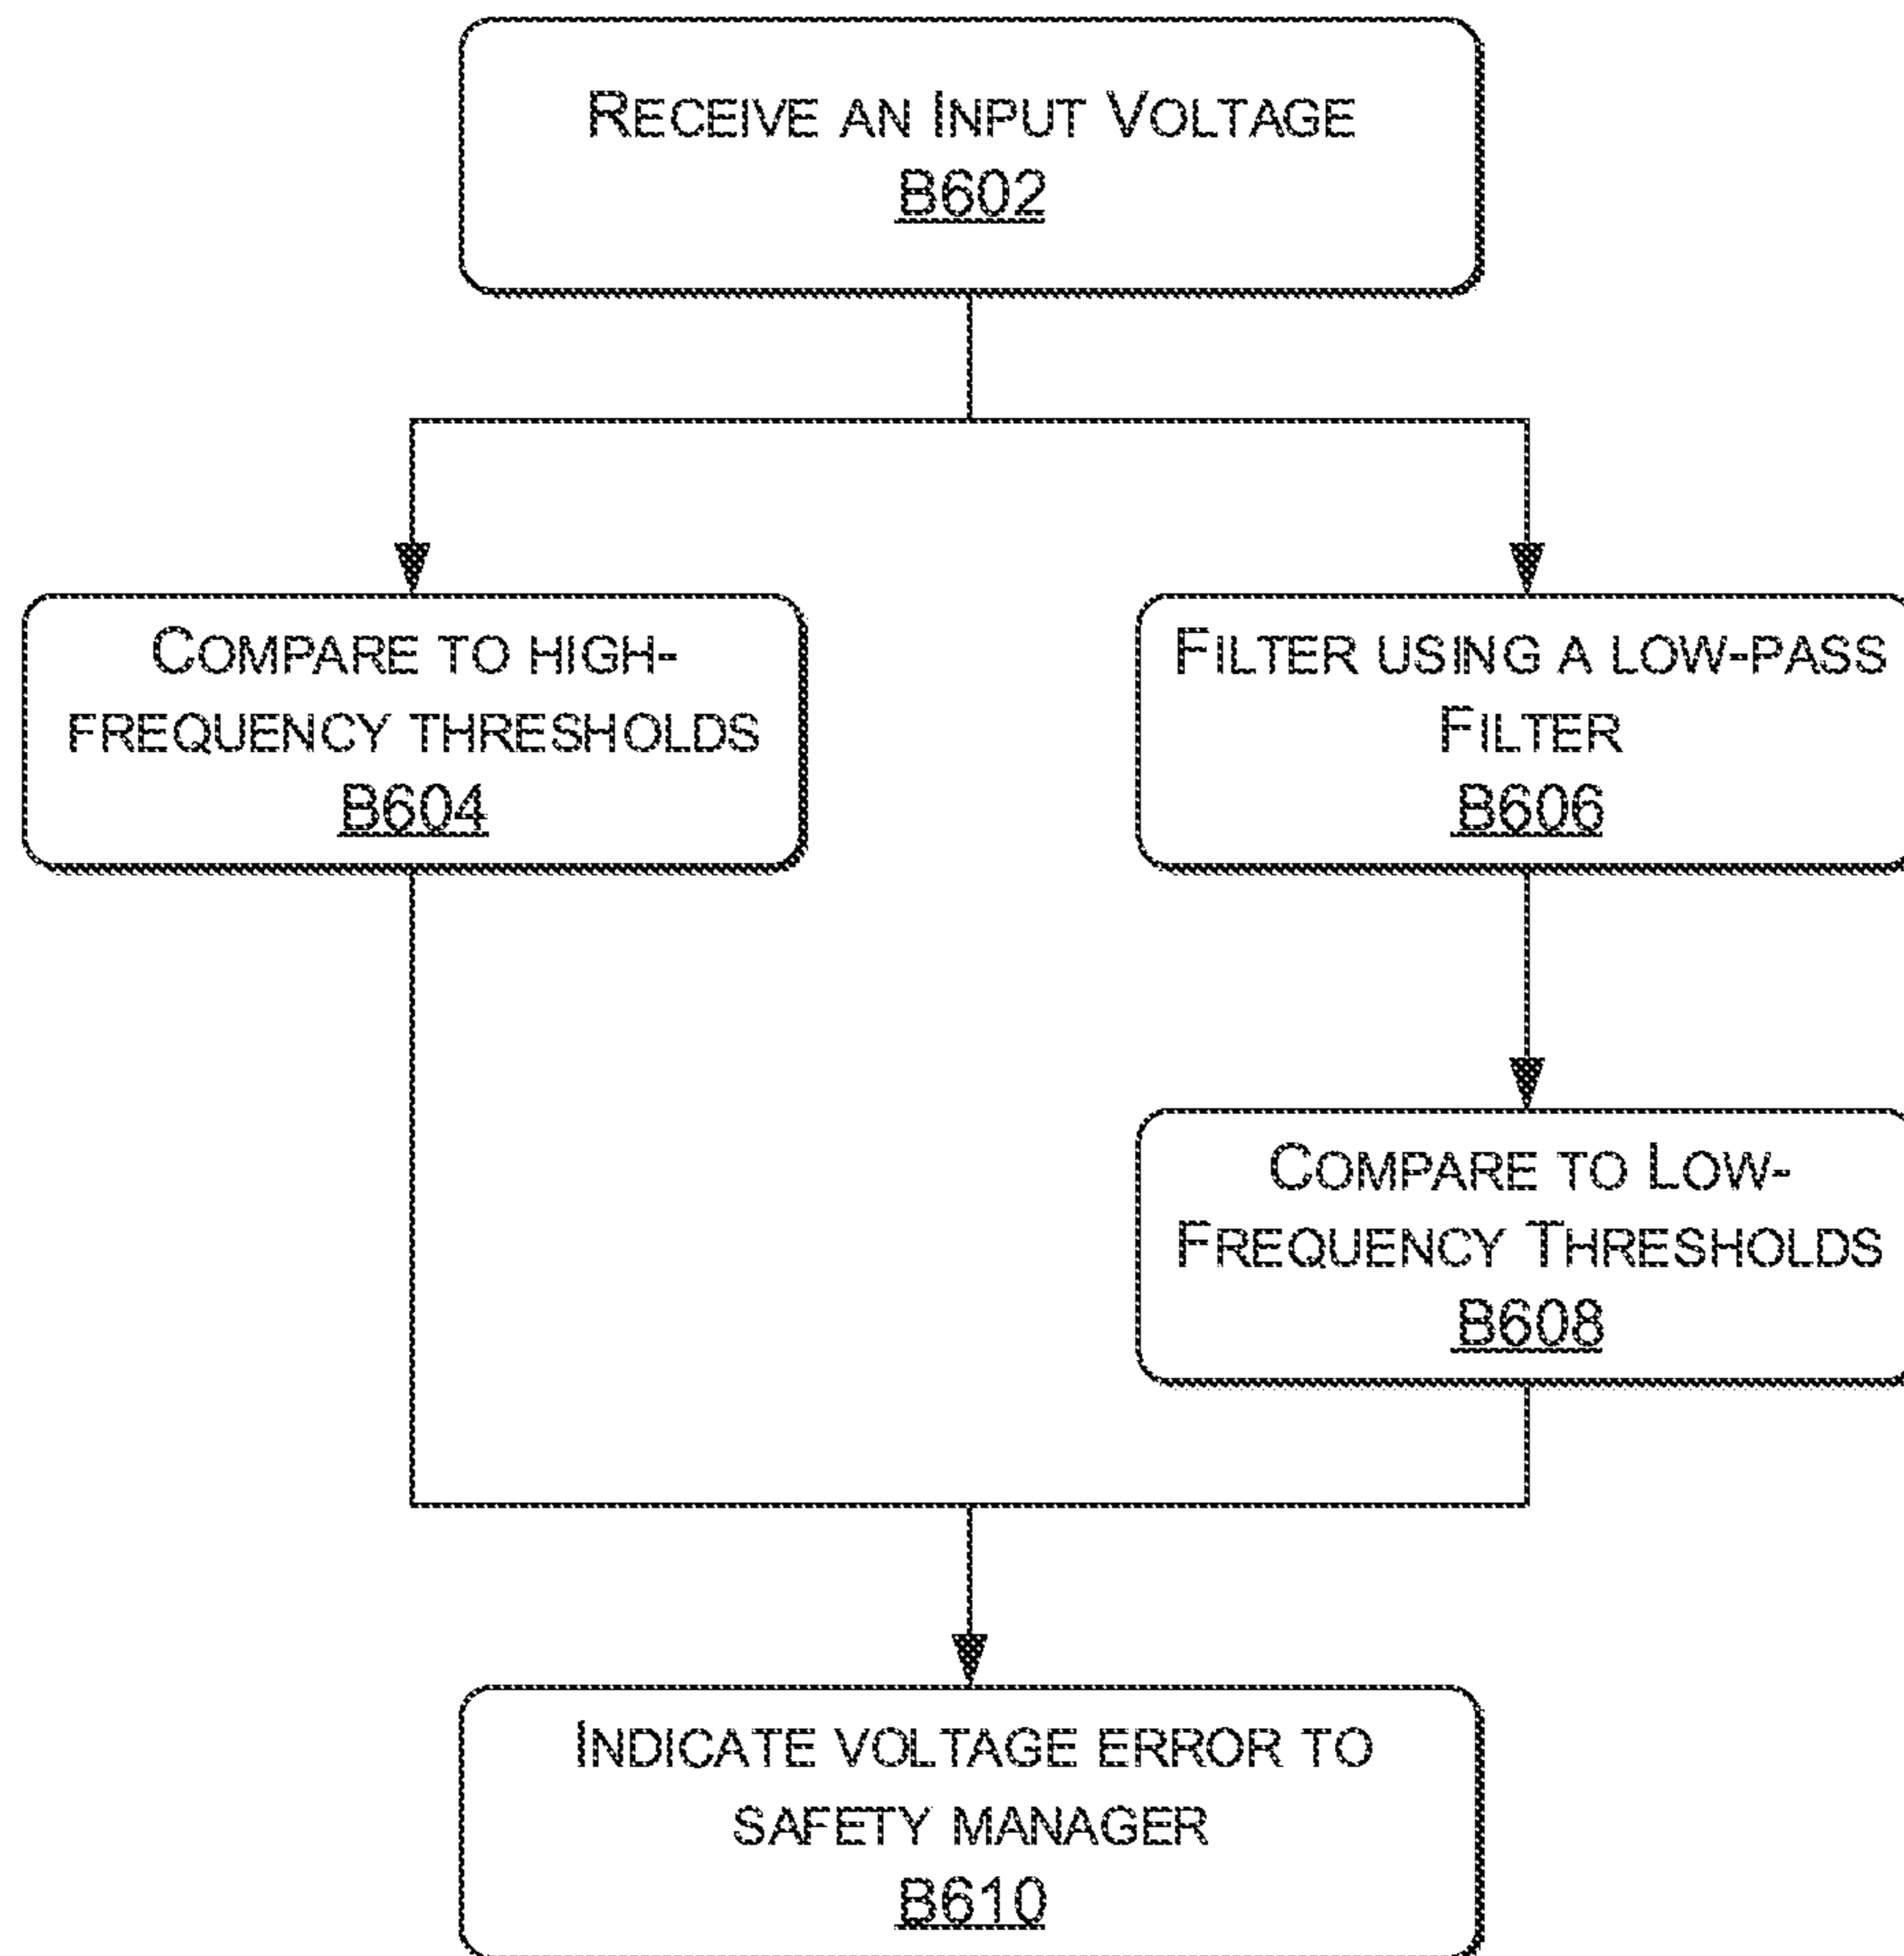 RECEIVE AN INPUT VOLTAGE
B602
COMPARE TO HIGH-
FREQUENCY THRESHOLDS
B604
FILTER USING A LOW-PASS
FILTER
B606
COMPARE TO LOW-
FREQUENCY THRESHOLDS
B608
INDICATE VOLTAGE ERROR TO
SAFETY MANAGER
B610